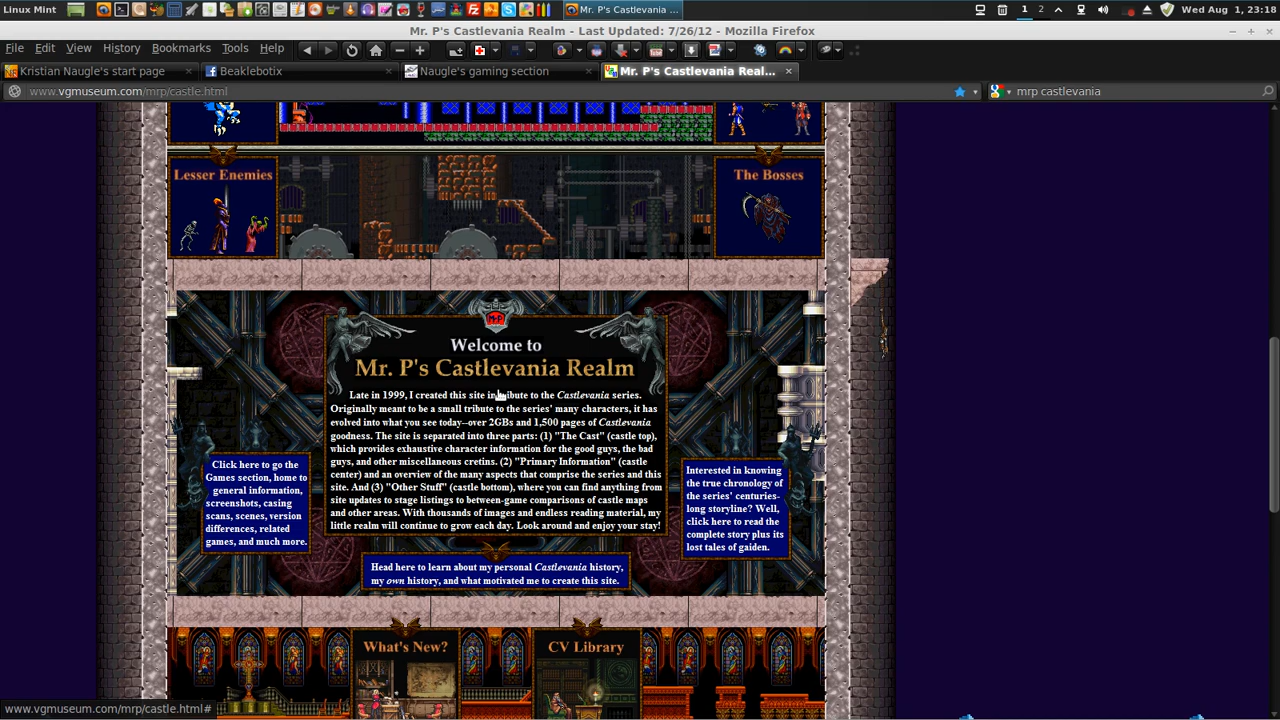 Linux Mint
Mr. P's Castlevania ...
1 2
Wed Aug 1, 23:18
Mr. P's Castlevania Realm - Last Updated: 7/26/12 - Mozilla Firefox
File Edit View History Bookmarks Tools Help
Kristian Naugle's start page
Beaklebotix
Naugle's gaming section
Mr. P's Castlevania Real...
www.vgmuseum.com/mrp/castle.html
mrp castlevania
Lesser Enemies
The Bosses
Welcome to
Mr. P's Castlevania Realm
Late in 1999, I created this site in tribute to the Castlevania series.
Originally meant to be a small tribute to the series' many characters, it has
evolved into what you see today--over 2GBs and 1,500 pages of Castlevania
goodness. The site is separated into three parts: (1) "The Cast" (castle top),
which provides exhaustive character information for the good guys, the bad
guys, and other miscellaneous cretins. (2) "Primary Information" (castle
center) and an overview of the many aspects that comprise the series and this
site. And (3) "Other Stuff" (castle bottom), where you can find anything from
site updates to stage listings to between-game comparisons of castle maps
and other areas. With thousands of images and endless reading material, my
little realm will continue to grow each day. Look around and enjoy your stay!
Click here to go the
Games section, home to
general information,
screenshots, casing
scans, scenes, version
differences, related
games, and much more.
Interested in knowing
the true chronology of
the series' centuries-
long storyline? Well,
click here to read the
complete story plus its
lost tales of gaiden.
Head here to learn about my personal Castlevania history,
my own history, and what motivated me to create this site.
What's New?
CV Library
www.vgmuseum.com/mrp/castle.html#